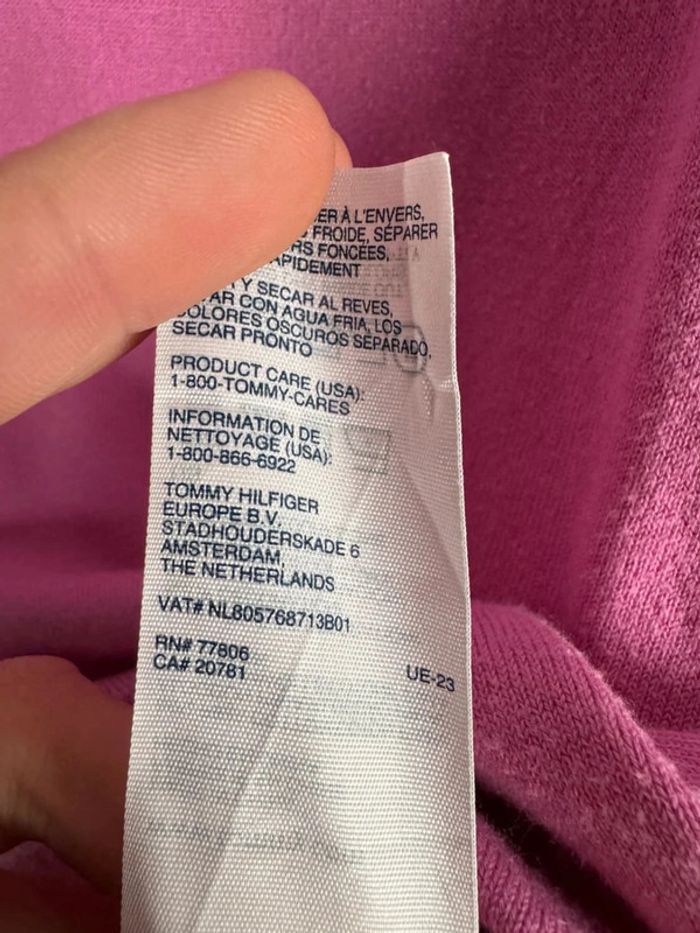 ER À L'ENVERS,
FROIDE, SÉPARER
RS FONCÉES,
APIDEMENT
Y SECAR AL REVES,
AR CON AGUA FRIA, LOS
OLORES OSCUROS SEPARADO,
SECAR PRONTO
PRODUCT CARE (USA):
1-800-TOMMY-CARES
INFORMATION DE
NETTOYAGE (USA):
1-800-866-6922
TOMMY HILFIGER
EUROPE B.V.
STADHOUDERSKADE 6
AMSTERDAM,
THE NETHERLANDS
VAT# NL805768713B01
RN# 77806
CA# 20781
UE-23